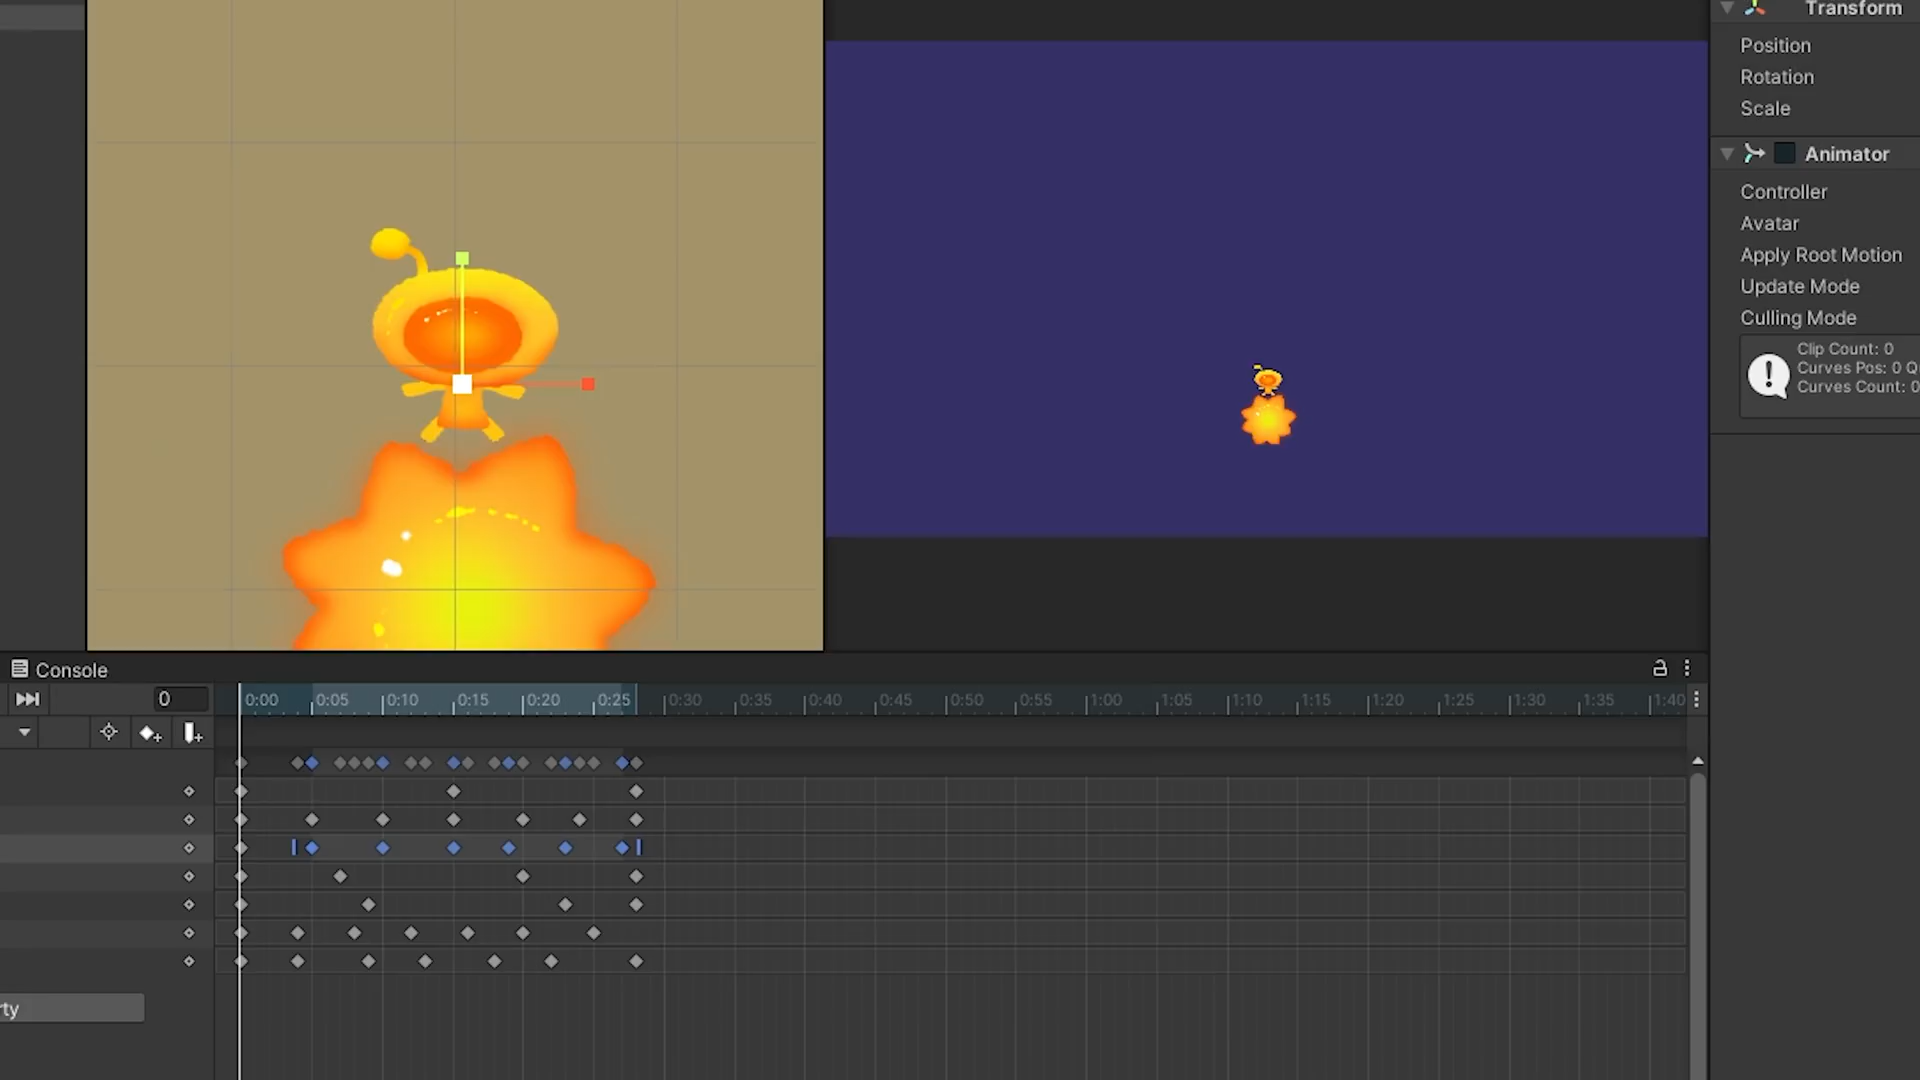 Transform
Position
Rotation
Scale
Animator
Controller
Avatar
Apply Root Motion
Update Mode
Culling Mode
Clip Count: 0
Curves Pos: 0 Q
Curves Count: 0
Console
0
0:00 0:05 0:10 0:15 0:20 0:25 0:30 0:35 0:40 0:45 0:50 0:55 1:00 1:05 1:10 1:15 1:20 1:25 1:30 1:35 1:40
rty